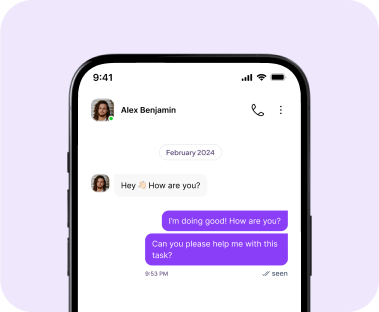 9:41
Alex Benjamin
February 2024
Hey 👋🏻 How are you?
I'm doing good! How are you?
Can you please help me with this
task?
9:53 PM
seen